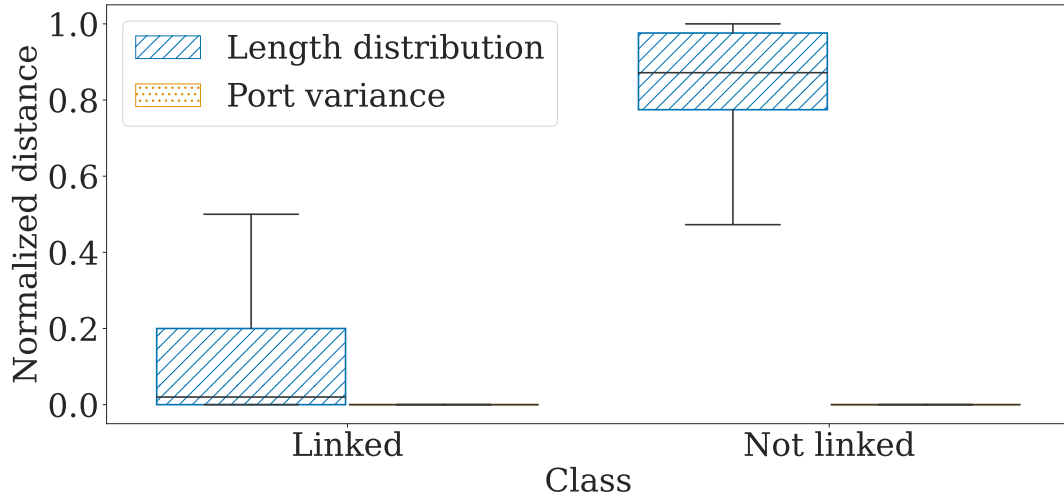 Normalized distance
1.0
0.8
0.6
0.4
0.2
0.0
Length distribution
Port variance
Linked
Not linked
Class